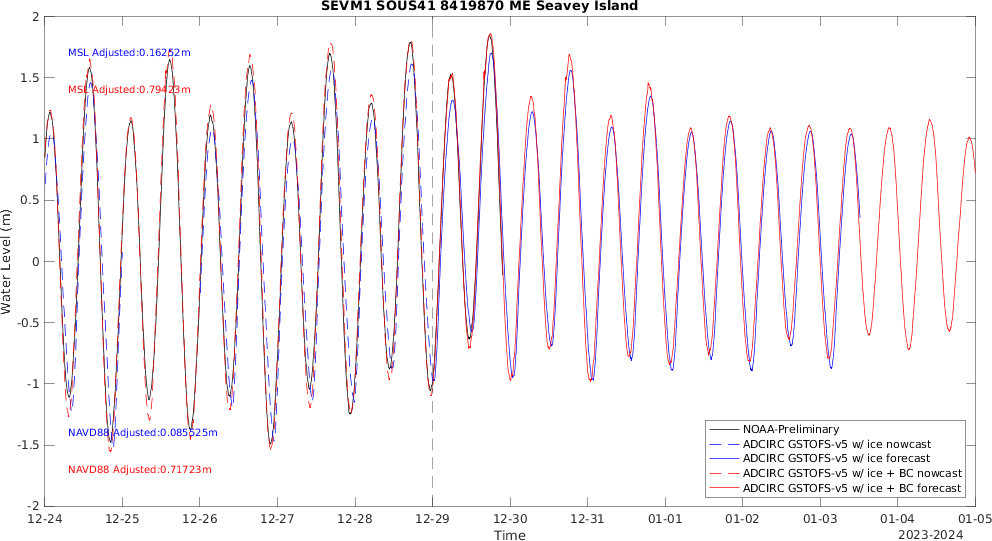 SEVM1 SOUS41 8419870 ME Seavey Island
2
1.5
1
0.5
0
-0.5
-1
-1.5
-2
Water Level (m)
MSL Adjusted:0.16252m
MSL Adjusted:0.79423m
NAVD88 Adjusted:0.085525m
NAVD88 Adjusted:0.71723m
NOAA-Preliminary
ADCIRC GSTOFS-v5 w/ ice nowcast
ADCIRC GSTOFS-v5 w/ ice forecast
ADCIRC GSTOFS-v5 w/ ice + BC nowcast
ADCIRC GSTOFS-v5 w/ ice + BC forecast
12-24 12-25 12-26 12-27 12-28 12-29 12-30 12-31 01-01 01-02 01-03 01-04 01-05
Time
2023-2024